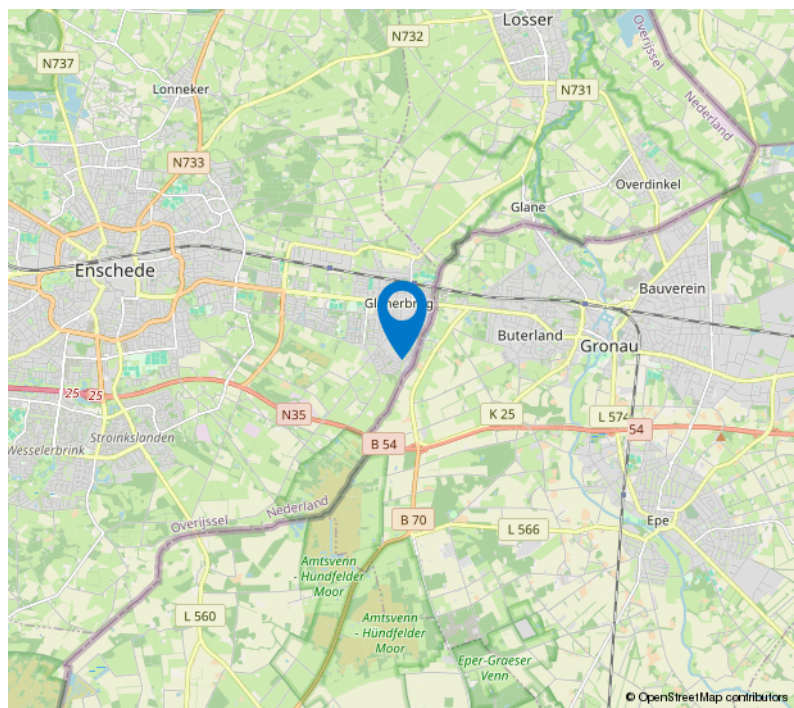 Losser
N732
Overijssel
N737
Lonneker
N731
Nederland
N733
Overdinkel
Glane
Enschede
Bauverein
Buterland
Gronau
25
25
N35
K 25
L 574
54
Stroinkslanden
Wesselerbrink
B 54
Nederland
Overijssel
B 70
L 566
Epe
Amtsvenn
- Hündfelder
Moor
L 560
Amtsvenn
- Hündfelder
Moor
Eper-Graeser
Venn
© OpenStreetMap contributors